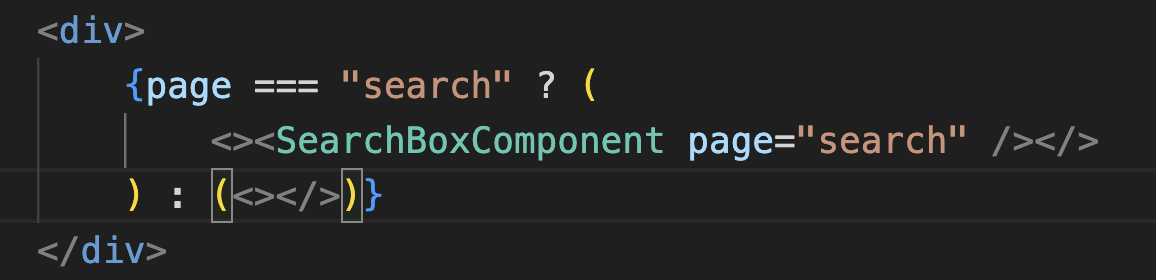 <div>
{page === "search" ? (
<><SearchBoxComponent page="search" /></>
) : (<></>)}
</div>